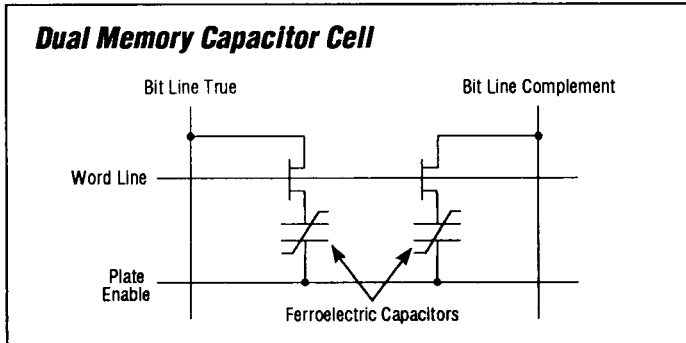 Dual Memory Capacitor Cell
Bit Line True
Bit Line Complement
Word Line
Plate
Enable
Ferroelectric Capacitors